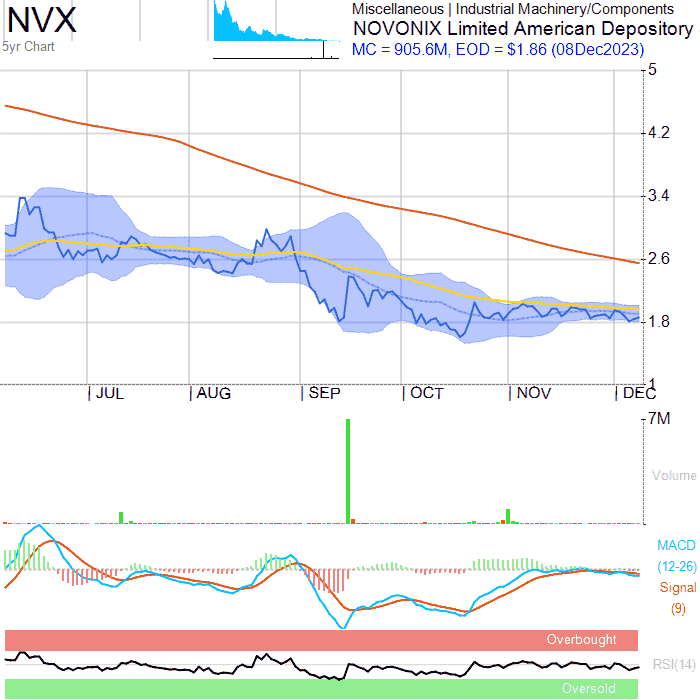 NVX
5yr Chart
Miscellaneous | Industrial Machinery/Components
NOVONIX Limited American Depository
MC = 905.6M, EOD = $1.86 (08Dec2023)
5
4.2
3.4
2.6
1.8
1
JUL
AUG
SEP
OCT
NOV
DEC
7M
Volume
MACD
(12-26)
Signal
(9)
Overbought
RSI(14)
Oversold